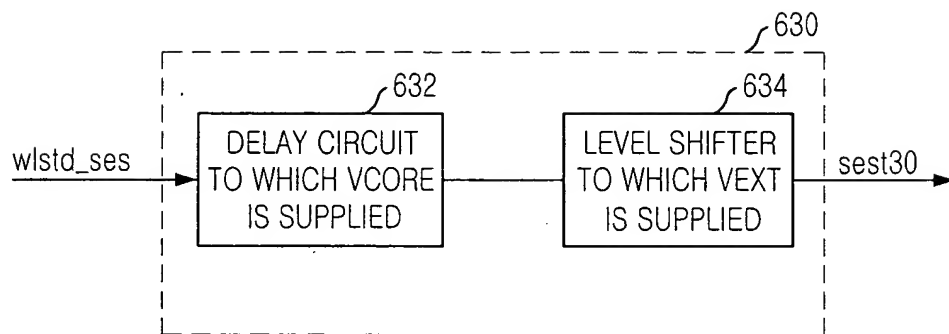 630
632
634
DELAY CIRCUIT
TO WHICH VCORE
IS SUPPLIED
LEVEL SHIFTER
TO WHICH VEXT
IS SUPPLIED
wlstd_ses
sest30